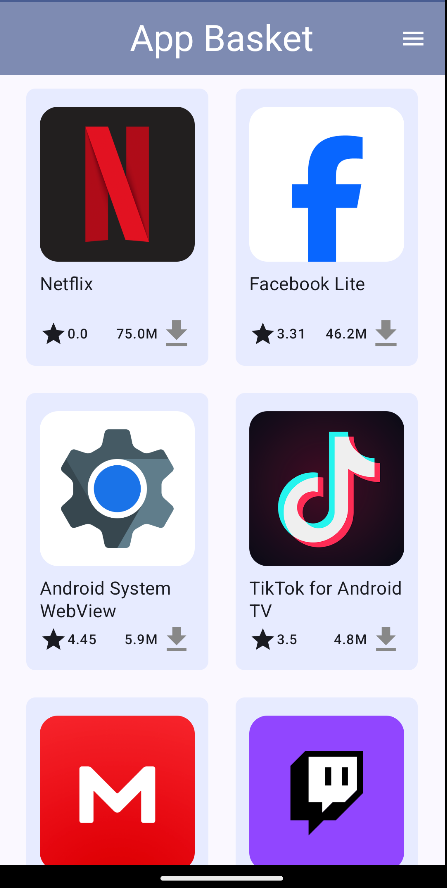 App Basket
Netflix
0.0 75.0M
Facebook Lite
3.31 46.2M
Android System
WebView
4.45 5.9M
TikTok for Android
TV
3.5 4.8M